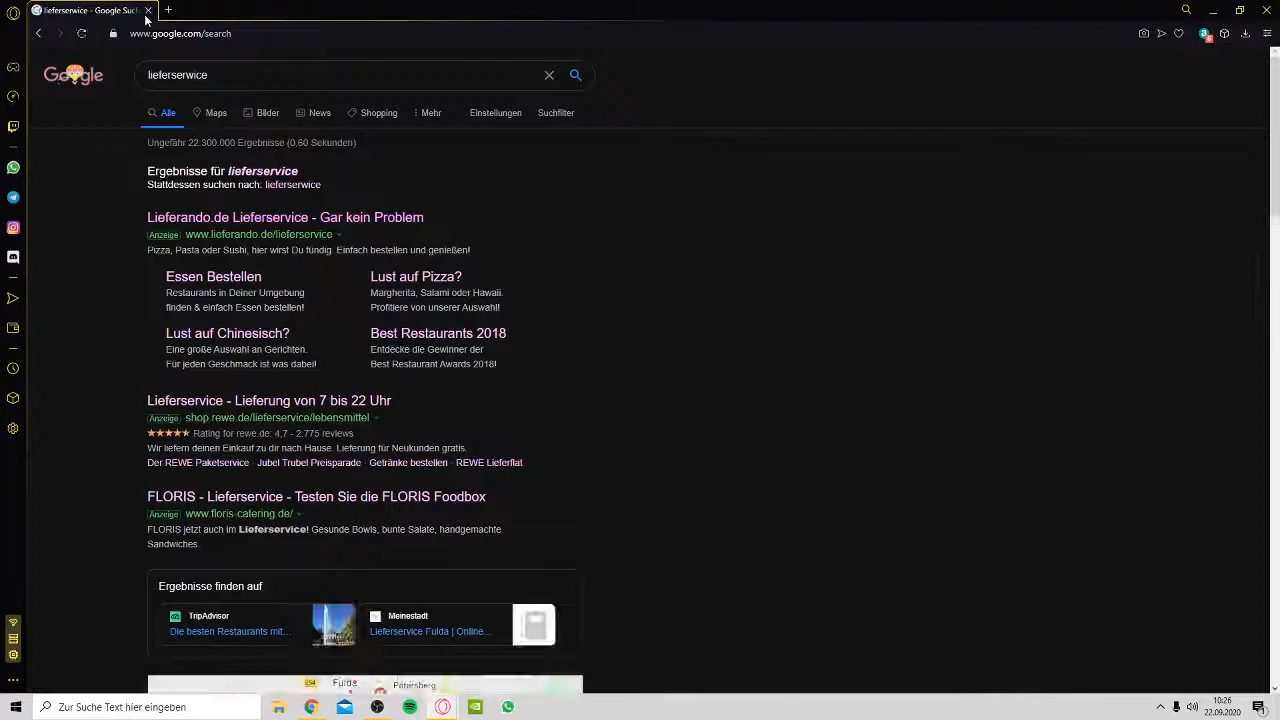 lieferserwice - Google Suc
www.google.com/search
Google
lieferserwice
Alle
Maps
Bilder
News
Shopping
Mehr
Einstellungen
Suchfilter
Ungefähr 22.300.000 Ergebnisse (0,60 Sekunden)
Ergebnisse für lieferservice
Stattdessen suchen nach: lieferserwice
Lieferando.de Lieferservice - Gar kein Problem
Anzeige www.lieferando.de/lieferservice
Pizza, Pasta oder Sushi, hier wirst Du fündig. Einfach bestellen und genießen!
Essen Bestellen
Restaurants in Deiner Umgebung
finden & einfach Essen bestellen!
Lust auf Pizza?
Margherita, Salami oder Hawaii.
Profitiere von unserer Auswahl!
Lust auf Chinesisch?
Eine große Auswahl an Gerichten.
Für jeden Geschmack ist was dabei!
Best Restaurants 2018
Entdecke die Gewinner der
Best Restaurant Awards 2018!
Lieferservice - Lieferung von 7 bis 22 Uhr
Anzeige shop.rewe.de/lieferservice/lebensmittel
Rating for rewe.de: 4,7 - 2.775 reviews
Wir liefern deinen Einkauf zu dir nach Hause. Lieferung für Neukunden gratis.
Der REWE Paketservice · Jubel Trubel Preisparade · Getränke bestellen · REWE Lieferflat
FLORIS - Lieferservice - Testen Sie die FLORIS Foodbox
Anzeige www.floris-catering.de/
FLORIS jetzt auch im Lieferservice! Gesunde Bowls, bunte Salate, handgemachte
Sandwiches.
Ergebnisse finden auf
TripAdvisor
Die besten Restaurants mit...
Meinestadt
Lieferservice Fulda | Online...
Petersberg
Zur Suche Text hier eingeben
10:26
22.09.2020